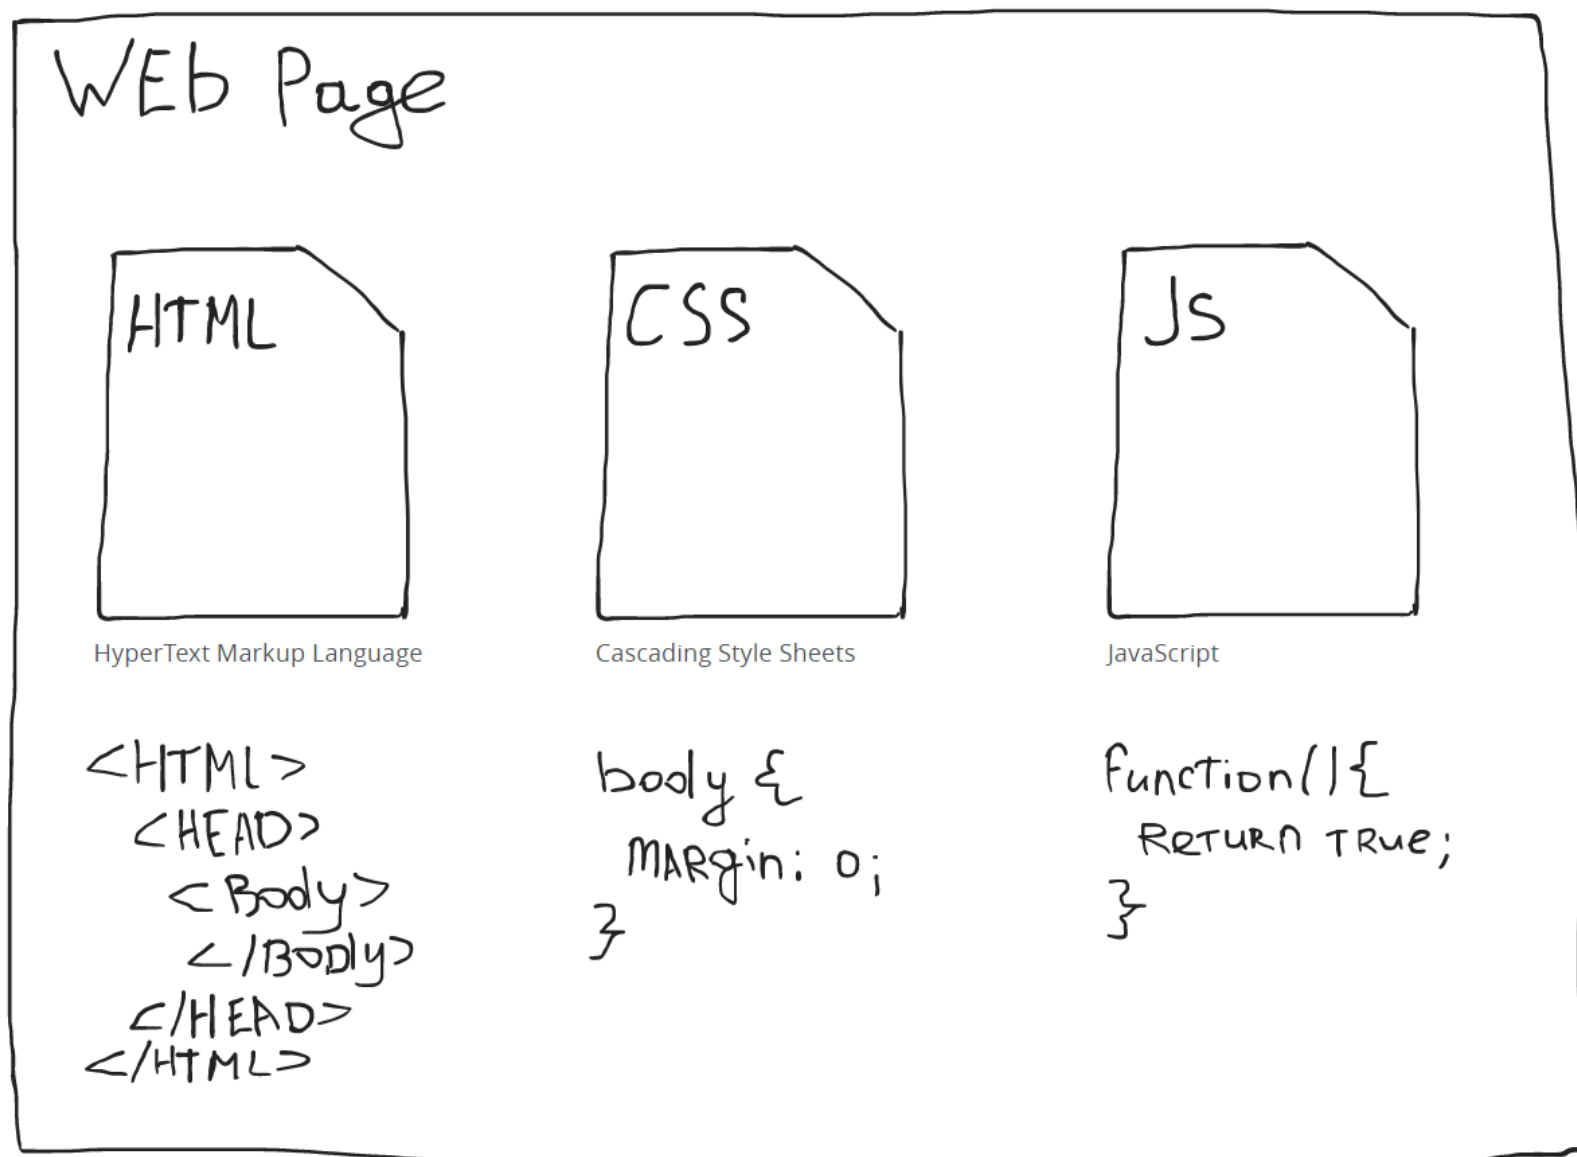 WEb Page
HTML
CSS
JS
HyperText Markup Language
Cascading Style Sheets
JavaScript
<HTML>
<HEAD>
<Body>
</BODy>
</HEAD>
</HTML>
body {
MARgin: 0;
}
function(){
ReTURn TRue;
}